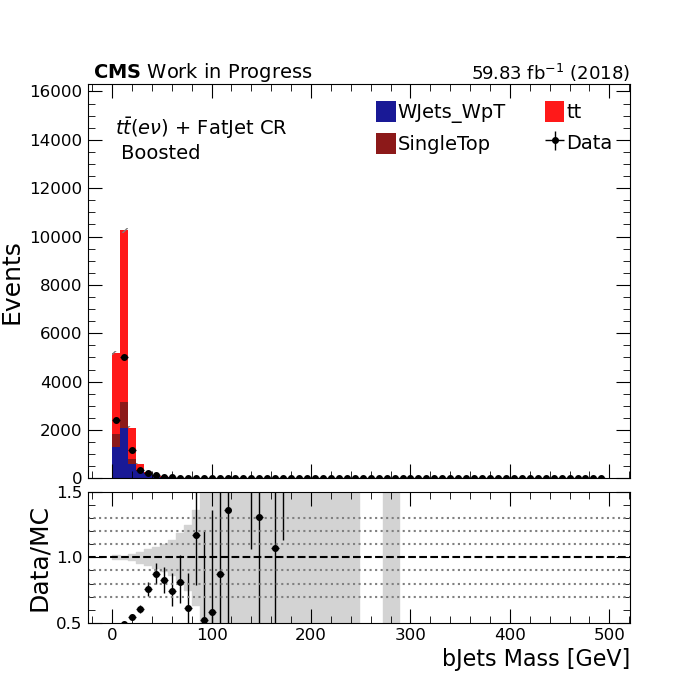 CMS Work in Progress 59.83 fb⁻¹ (2018)
16000
14000
12000
10000
8000
6000
4000
2000
0
Events
tt̄(eν) + FatJet CR
Boosted
WJets_WpT
tt
SingleTop
Data
1.5
1.0
0.5
Data/MC
0 100 200 300 400 500
bJets Mass [GeV]